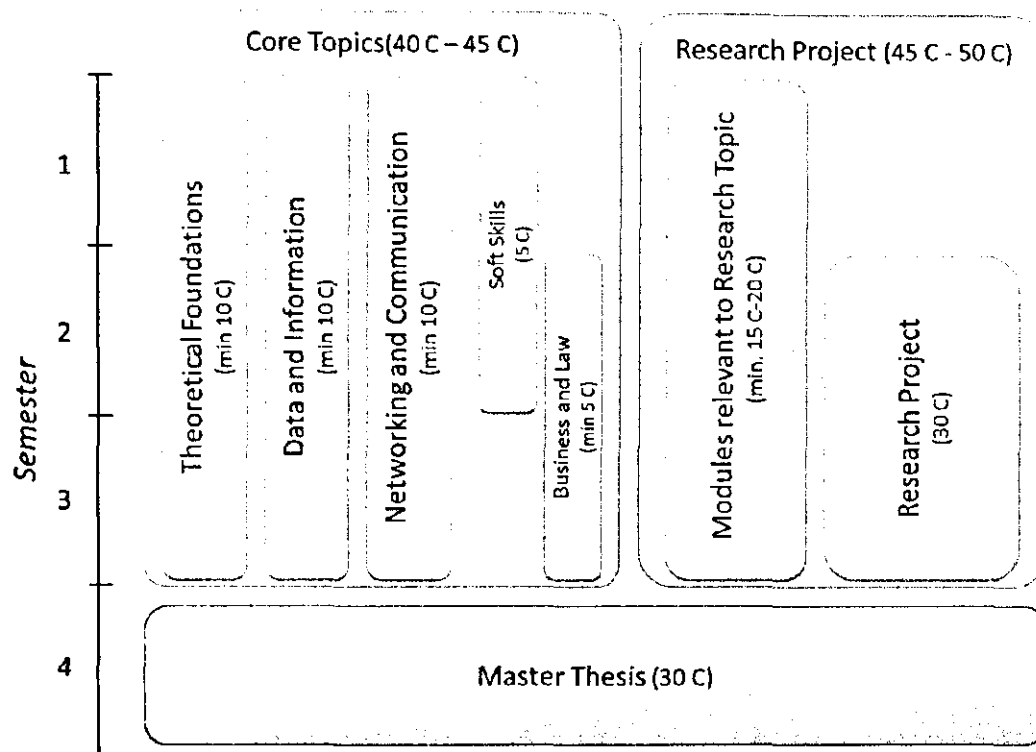 Core Topics(40 C – 45 C)
Research Project (45 C - 50 C)
Semester
1
2
3
4
Theoretical Foundations
(min 10 C)
Data and Information
(min 10 C)
Networking and Communication
(min 10 C)
Soft Skills
(5 C)
Business and Law
(min 5 C)
Modules relevant to Research Topic
(min. 15 C-20 C)
Research Project
(30 C)
Master Thesis (30 C)